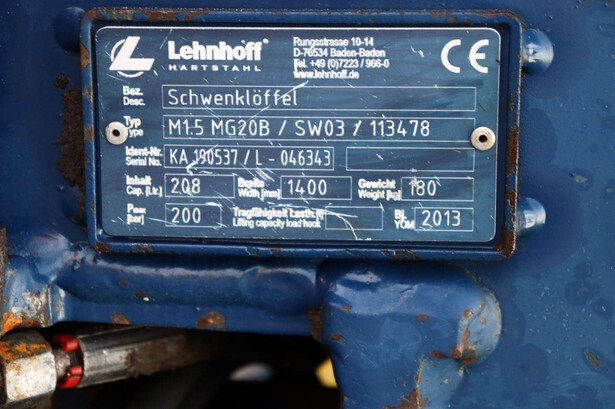 Lehnhoff®
HARTSTAHL
Rungsstrasse 10-14
D-76534 Baden-Baden
Tel. +49 (0)7223 / 966-0
www.lehnhoff.de
CE
Bez.
Desc.
Schwenklöffel
Typ
Type
M1.5 MG20B / SW03 / 113478
Ident-Nr.
Serial No.
KA 190537 / L - 046343
Inhalt
Cap. [Ltr.]
208
Breite
Width [mm]
1400
Gewicht
Weight [kg]
180
Pmax
[bar]
200
Tragfähigkeit Lasth.
Lifting capacity load hook
BJ.
YOM
2013